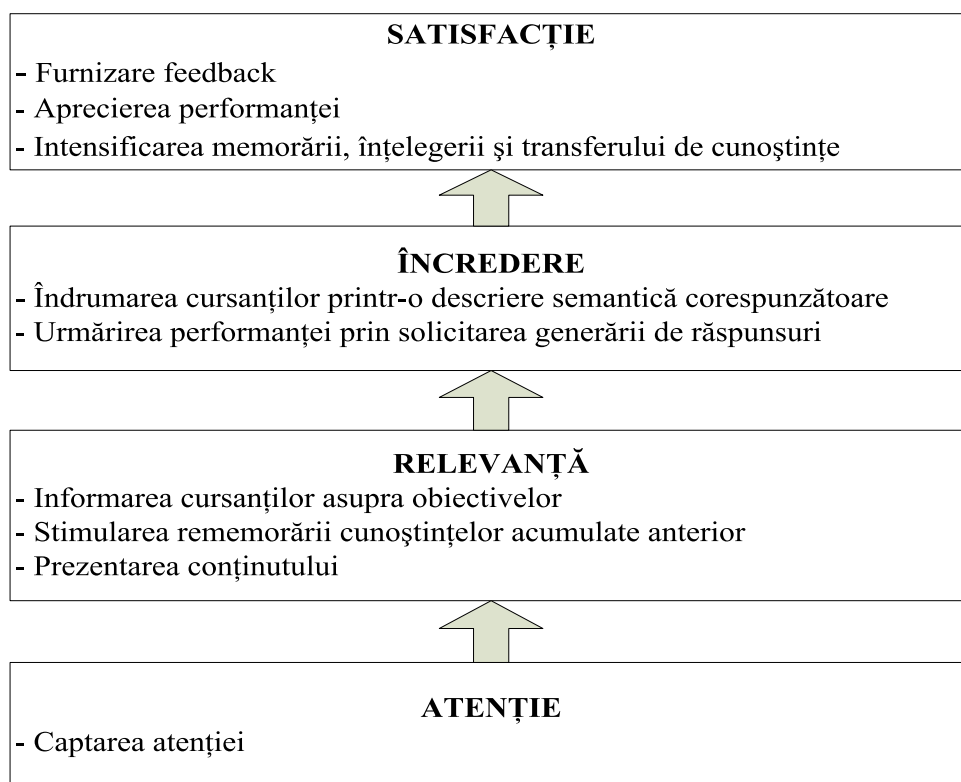 SATISFACȚIE
- Furnizare feedback
- Aprecierea performanței
- Intensificarea memorării, înțelegerii şi transferului de cunoştințe
ÎNCREDERE
- Îndrumarea cursanților printr-o descriere semantică corespunzătoare
- Urmărirea performanței prin solicitarea generării de răspunsuri
RELEVANȚĂ
- Informarea cursanților asupra obiectivelor
- Stimularea rememorării cunoştințelor acumulate anterior
- Prezentarea conținutului
ATENȚIE
- Captarea atenției